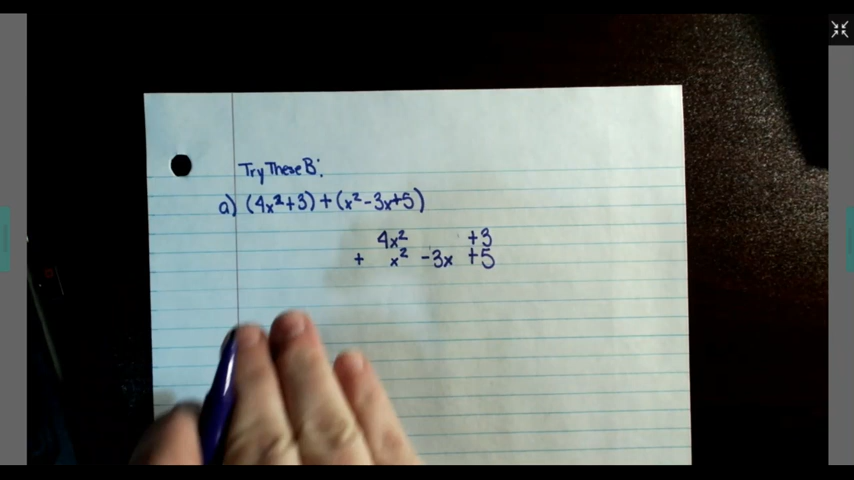 Try These B:
a) (4x²+3) + (x²-3x+5)
4x² +3
+ x² -3x +5